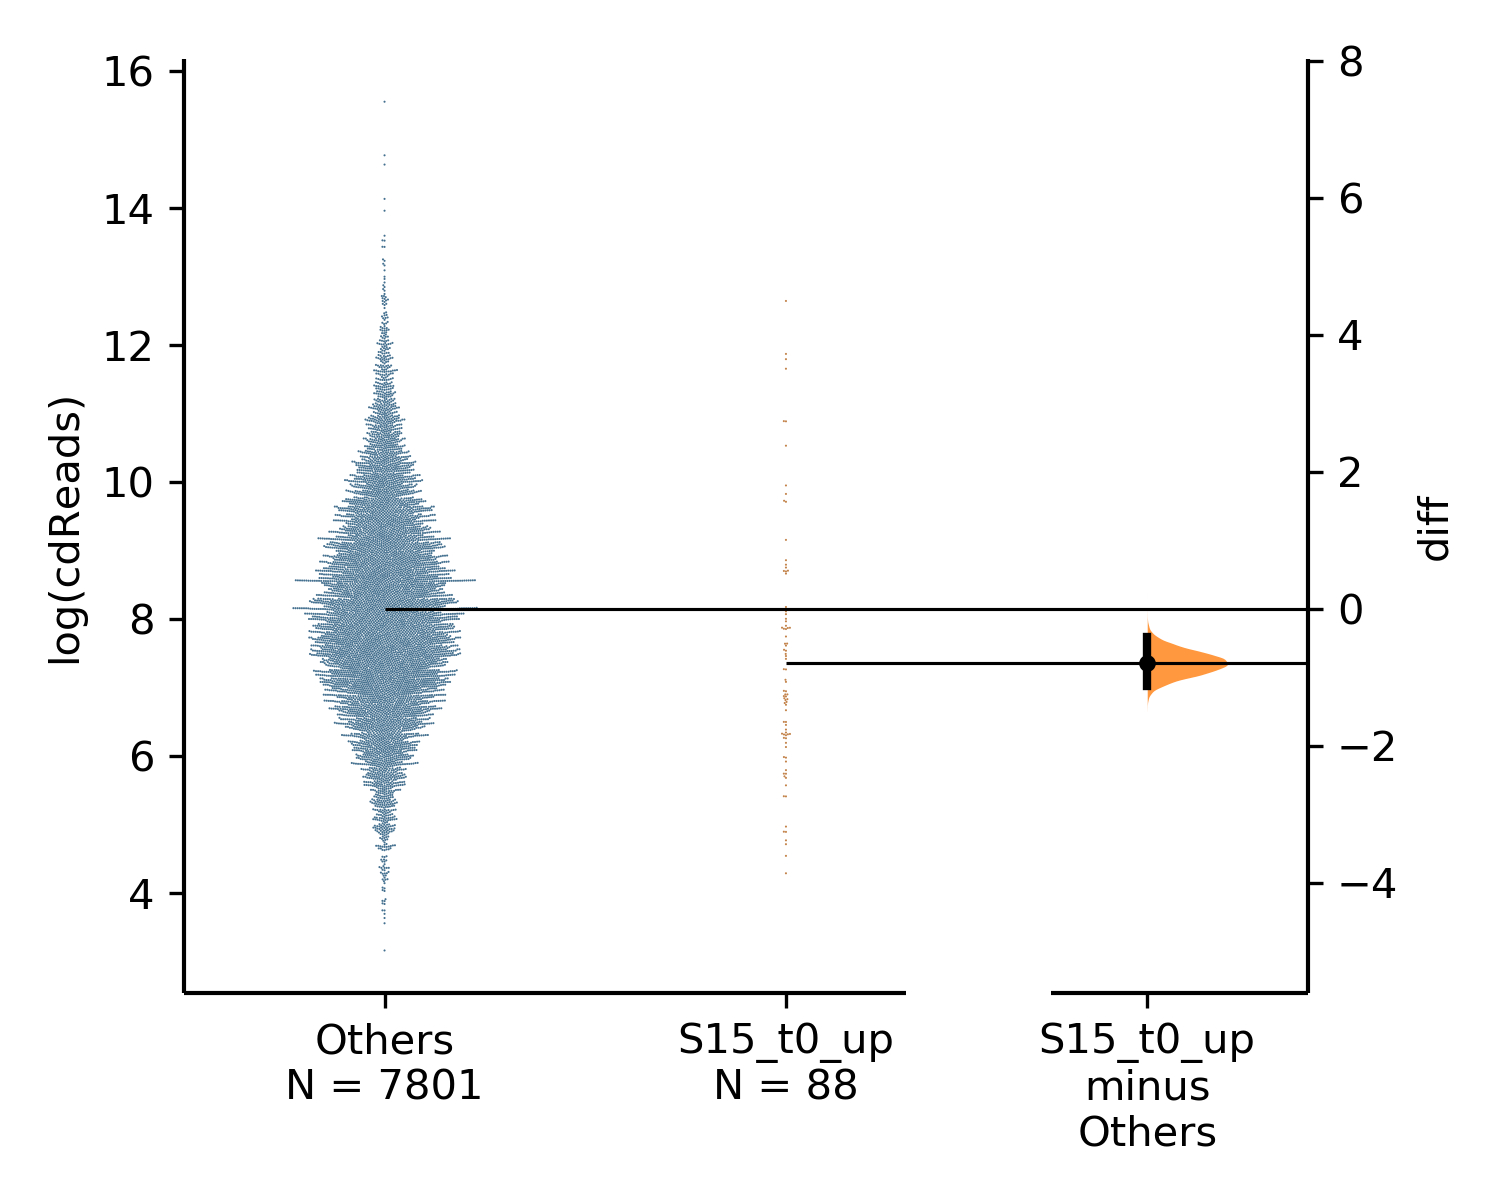 16
14
12
10
8
6
4
log(cdReads)
8
6
4
2
0
−2
−4
diff
Others
N = 7801
S15_t0_up
N = 88
S15_t0_up
minus
Others